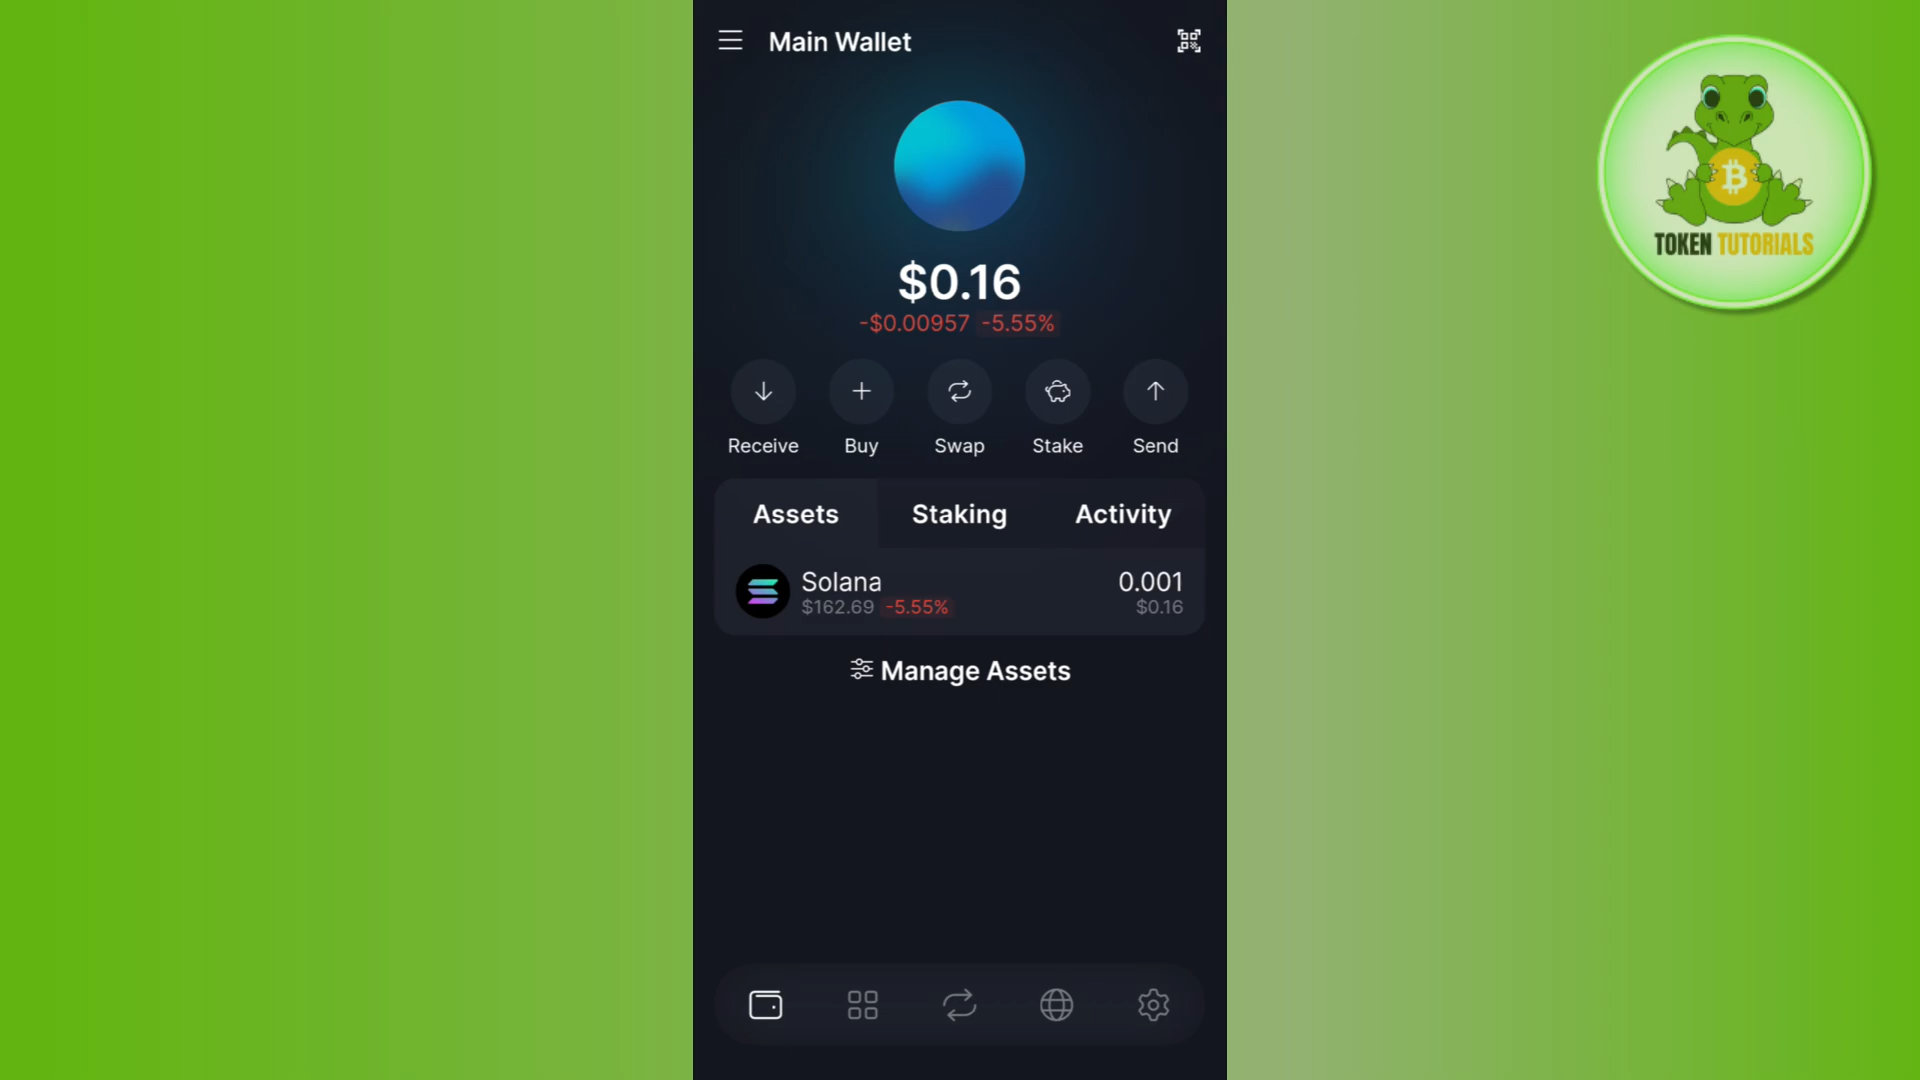 Main Wallet
$0.16
-$0.00957 -5.55%
Receive Buy Swap Stake Send
Assets Staking Activity
Solana 0.001
$162.69 -5.55% $0.16
Manage Assets
TOKEN TUTORIALS